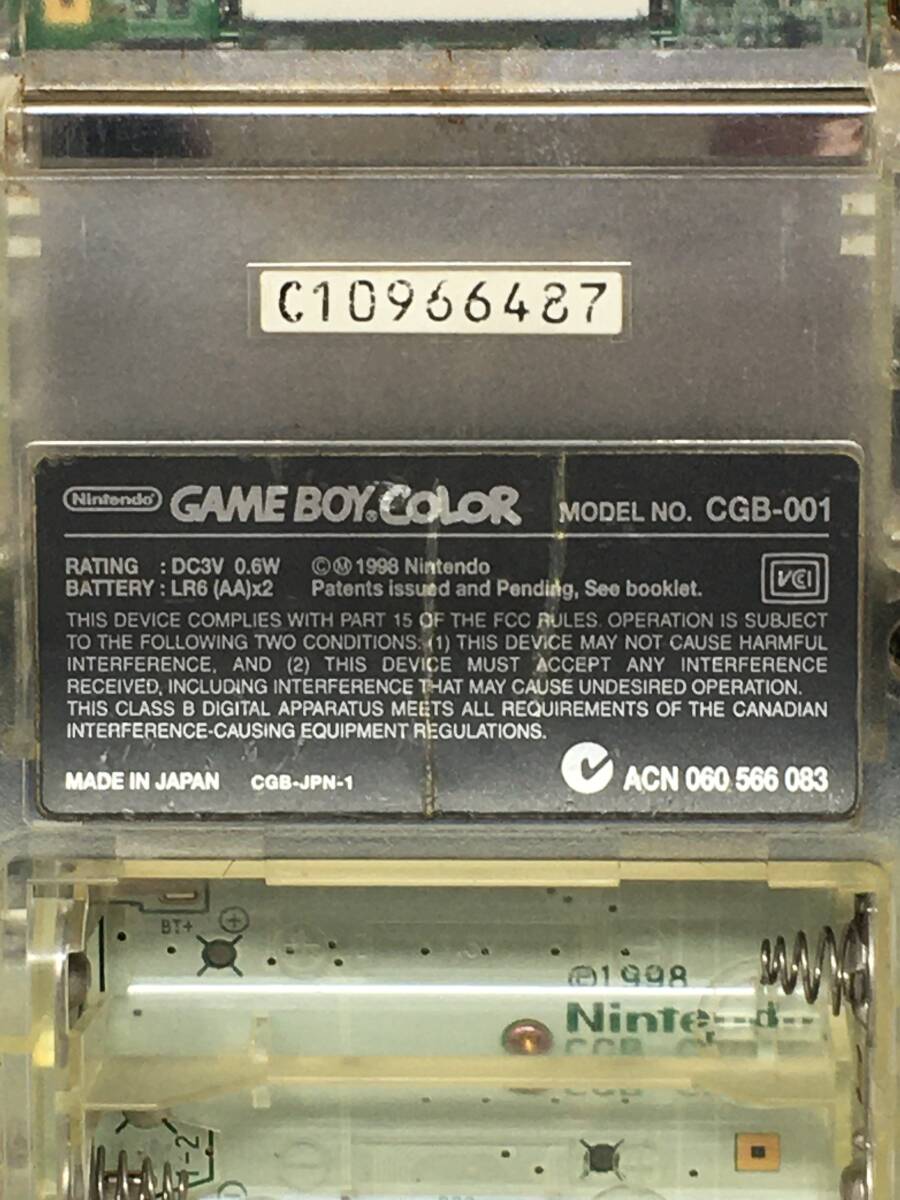 C10966487
Nintendo GAME BOY COLOR MODEL NO. CGB-001
RATING : DC3V 0.6W ©Ⓜ1998 Nintendo
BATTERY : LR6 (AA)x2 Patents issued and Pending, See booklet.
VCI
THIS DEVICE COMPLIES WITH PART 15 OF THE FCC RULES. OPERATION IS SUBJECT
TO THE FOLLOWING TWO CONDITIONS: (1) THIS DEVICE MAY NOT CAUSE HARMFUL
INTERFERENCE, AND (2) THIS DEVICE MUST ACCEPT ANY INTERFERENCE
RECEIVED, INCLUDING INTERFERENCE THAT MAY CAUSE UNDESIRED OPERATION.
THIS CLASS B DIGITAL APPARATUS MEETS ALL REQUIREMENTS OF THE CANADIAN
INTERFERENCE-CAUSING EQUIPMENT REGULATIONS.
MADE IN JAPAN CGB-JPN-1 ACN 060 566 083
BT+
©1998
Nintendo
CGB